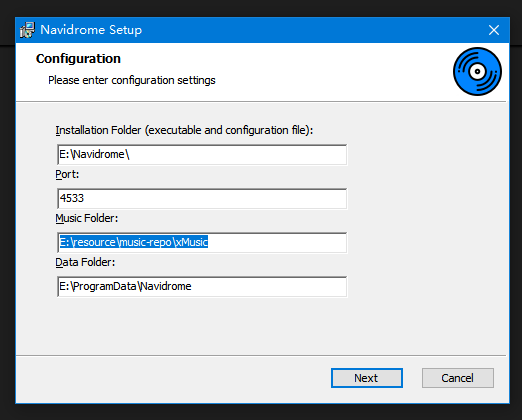 Navidrome Setup
Configuration
Please enter configuration settings
Installation Folder (executable and configuration file):
E:\Navidrome\
Port:
4533
Music Folder:
E:\resource\music-repo\xMusic
Data Folder:
E:\ProgramData\Navidrome
Next
Cancel